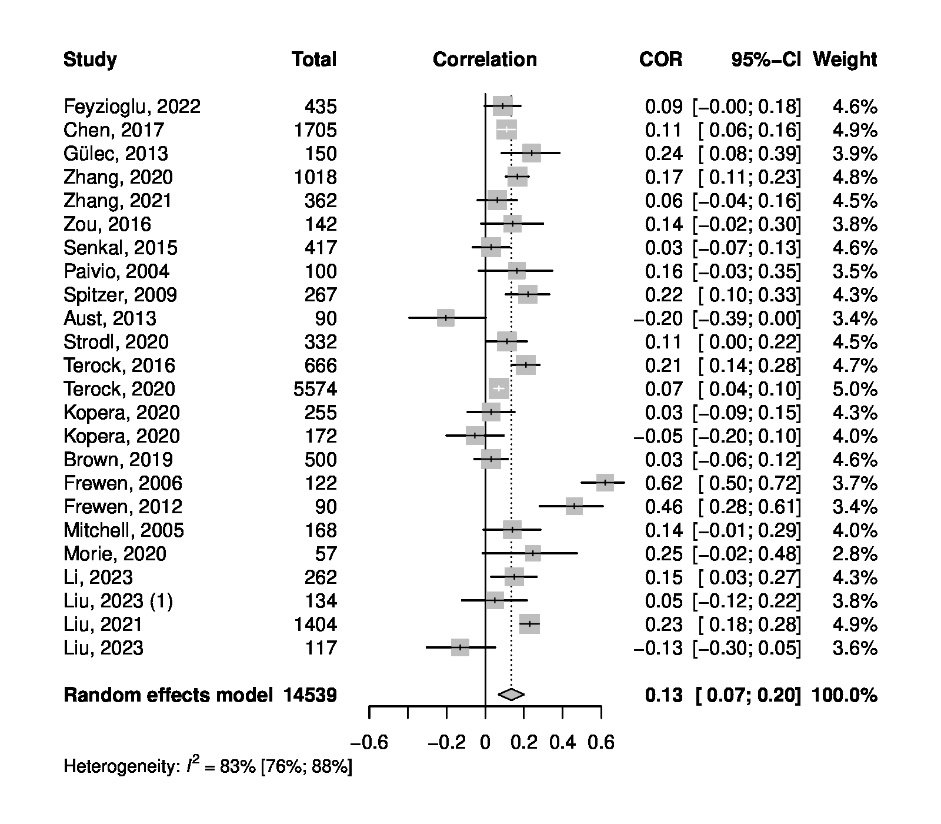 Study Total Correlation COR 95%−CI Weight
Feyzioglu, 2022 435 0.09 [−0.00; 0.18] 4.6%
Chen, 2017 1705 0.11 [ 0.06; 0.16] 4.9%
Gülec, 2013 150 0.24 [ 0.08; 0.39] 3.9%
Zhang, 2020 1018 0.17 [ 0.11; 0.23] 4.8%
Zhang, 2021 362 0.06 [−0.04; 0.16] 4.5%
Zou, 2016 142 0.14 [−0.02; 0.30] 3.8%
Senkal, 2015 417 0.03 [−0.07; 0.13] 4.6%
Paivio, 2004 100 0.16 [−0.03; 0.35] 3.5%
Spitzer, 2009 267 0.22 [ 0.10; 0.33] 4.3%
Aust, 2013 90 −0.20 [−0.39; 0.00] 3.4%
Strodl, 2020 332 0.11 [ 0.00; 0.22] 4.5%
Terock, 2016 666 0.21 [ 0.14; 0.28] 4.7%
Terock, 2020 5574 0.07 [ 0.04; 0.10] 5.0%
Kopera, 2020 255 0.03 [−0.09; 0.15] 4.3%
Kopera, 2020 172 −0.05 [−0.20; 0.10] 4.0%
Brown, 2019 500 0.03 [−0.06; 0.12] 4.6%
Frewen, 2006 122 0.62 [ 0.50; 0.72] 3.7%
Frewen, 2012 90 0.46 [ 0.28; 0.61] 3.4%
Mitchell, 2005 168 0.14 [−0.01; 0.29] 4.0%
Morie, 2020 57 0.25 [−0.02; 0.48] 2.8%
Li, 2023 262 0.15 [ 0.03; 0.27] 4.3%
Liu, 2023 (1) 134 0.05 [−0.12; 0.22] 3.8%
Liu, 2021 1404 0.23 [ 0.18; 0.28] 4.9%
Liu, 2023 117 −0.13 [−0.30; 0.05] 3.6%
Random effects model 14539 0.13 [ 0.07; 0.20] 100.0%
−0.6 −0.2 0 0.2 0.4 0.6
Heterogeneity: I² = 83% [76%; 88%]